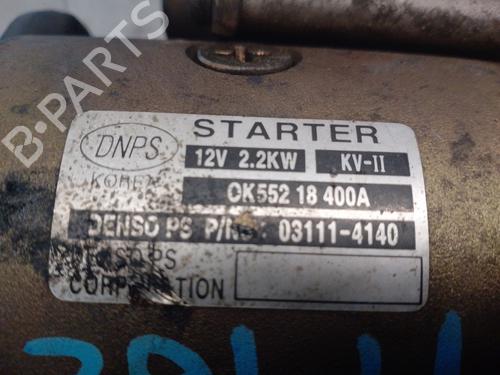 STARTER
DNPS
12V 2.2KW KV-II
KOREA
OK552 18 400A
DENSO PS P/NO : 03111-4140
DENSO PS
CORPORATION
B-PARTS